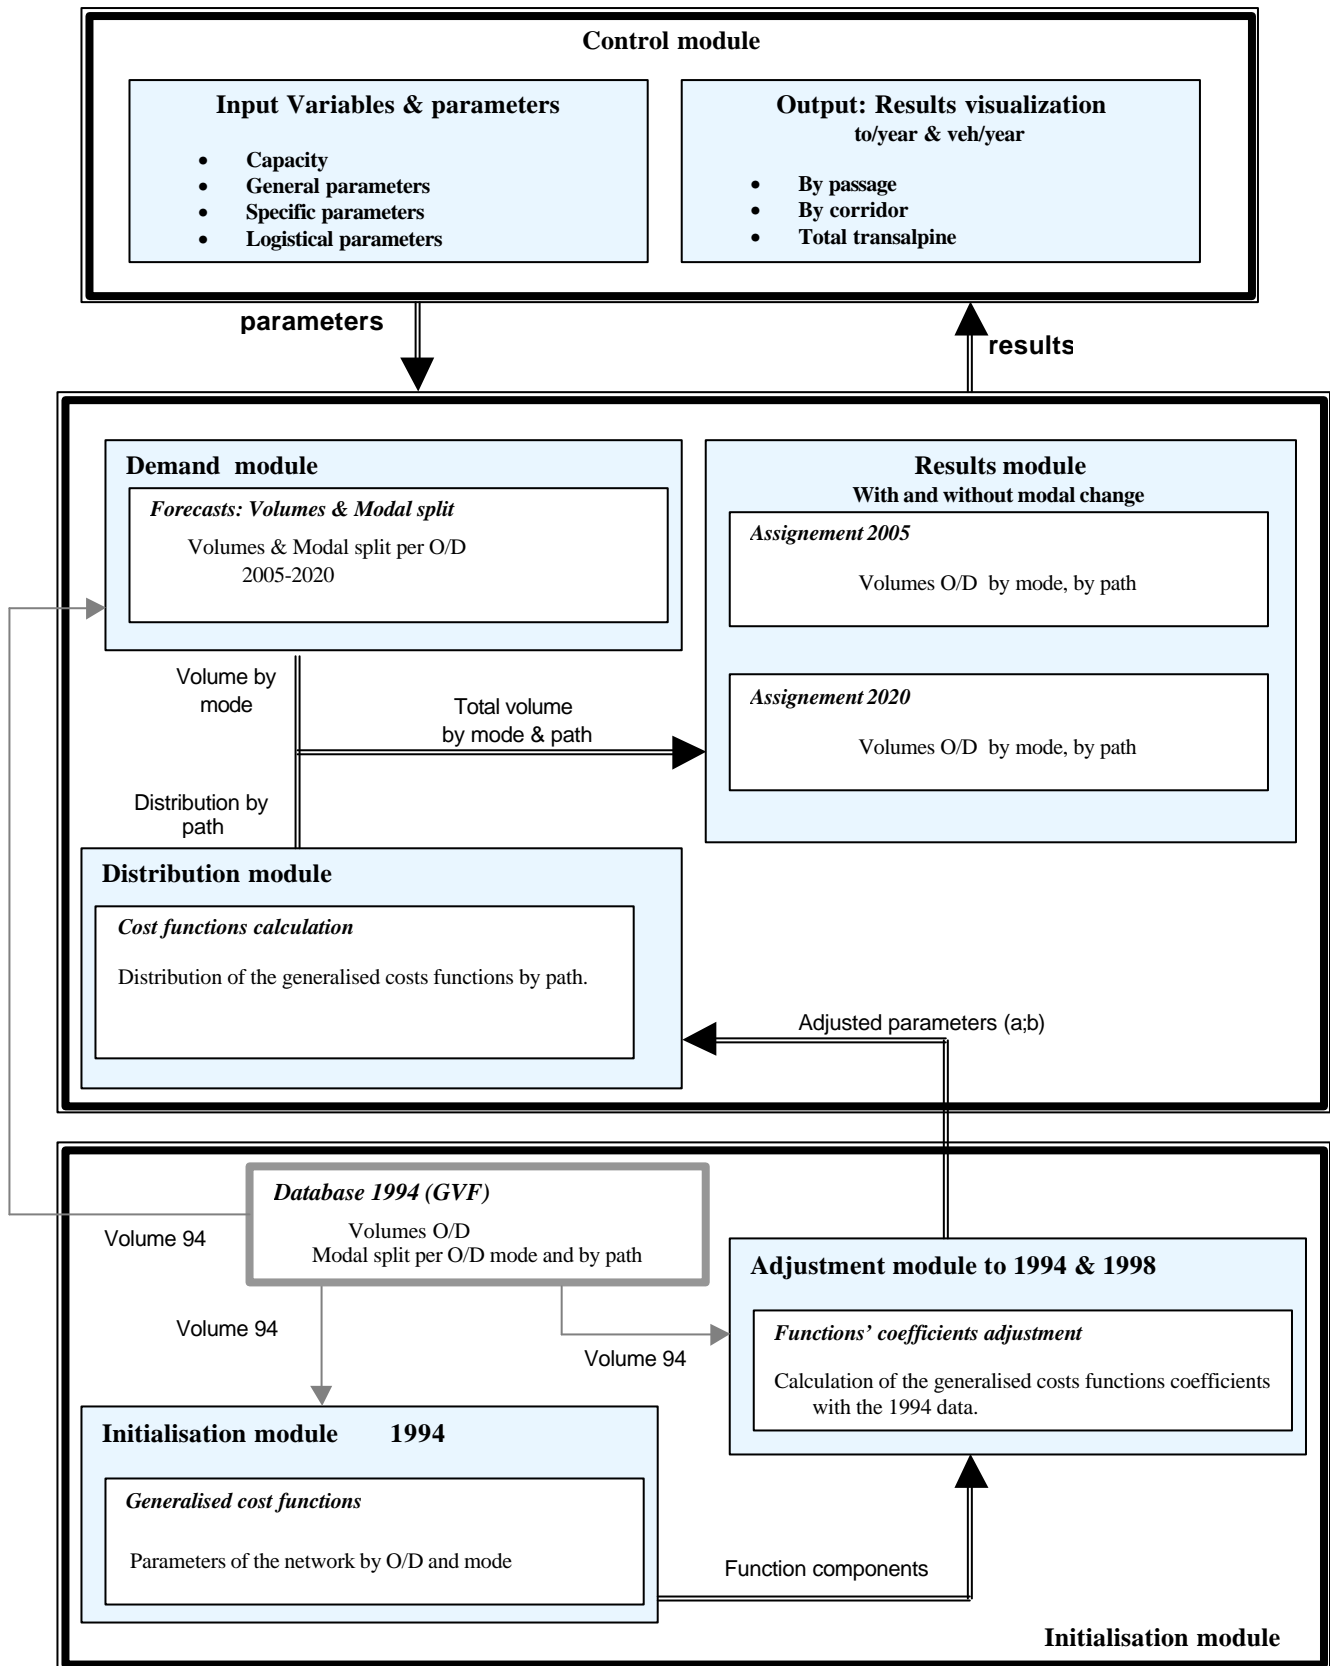 Control module
Input Variables & parameters
• Capacity
• General parameters
• Specific parameters
• Logistical parameters
Output: Results visualization
to/year & veh/year
• By passage
• By corridor
• Total transalpine
parameters
results
Demand module
Forecasts: Volumes & Modal split
Volumes & Modal split per O/D
2005-2020
Results module
With and without modal change
Assignement 2005
Volumes O/D by mode, by path
Assignement 2020
Volumes O/D by mode, by path
Volume by
mode
Total volume
by mode & path
Distribution by
path
Distribution module
Cost functions calculation
Distribution of the generalised costs functions by path.
Adjusted parameters (a;b)
Database 1994 (GVF)
Volumes O/D
Modal split per O/D mode and by path
Volume 94
Volume 94
Volume 94
Adjustment module to 1994 & 1998
Functions’ coefficients adjustment
Calculation of the generalised costs functions coefficients
with the 1994 data.
Initialisation module 1994
Generalised cost functions
Parameters of the network by O/D and mode
Function components
Initialisation module